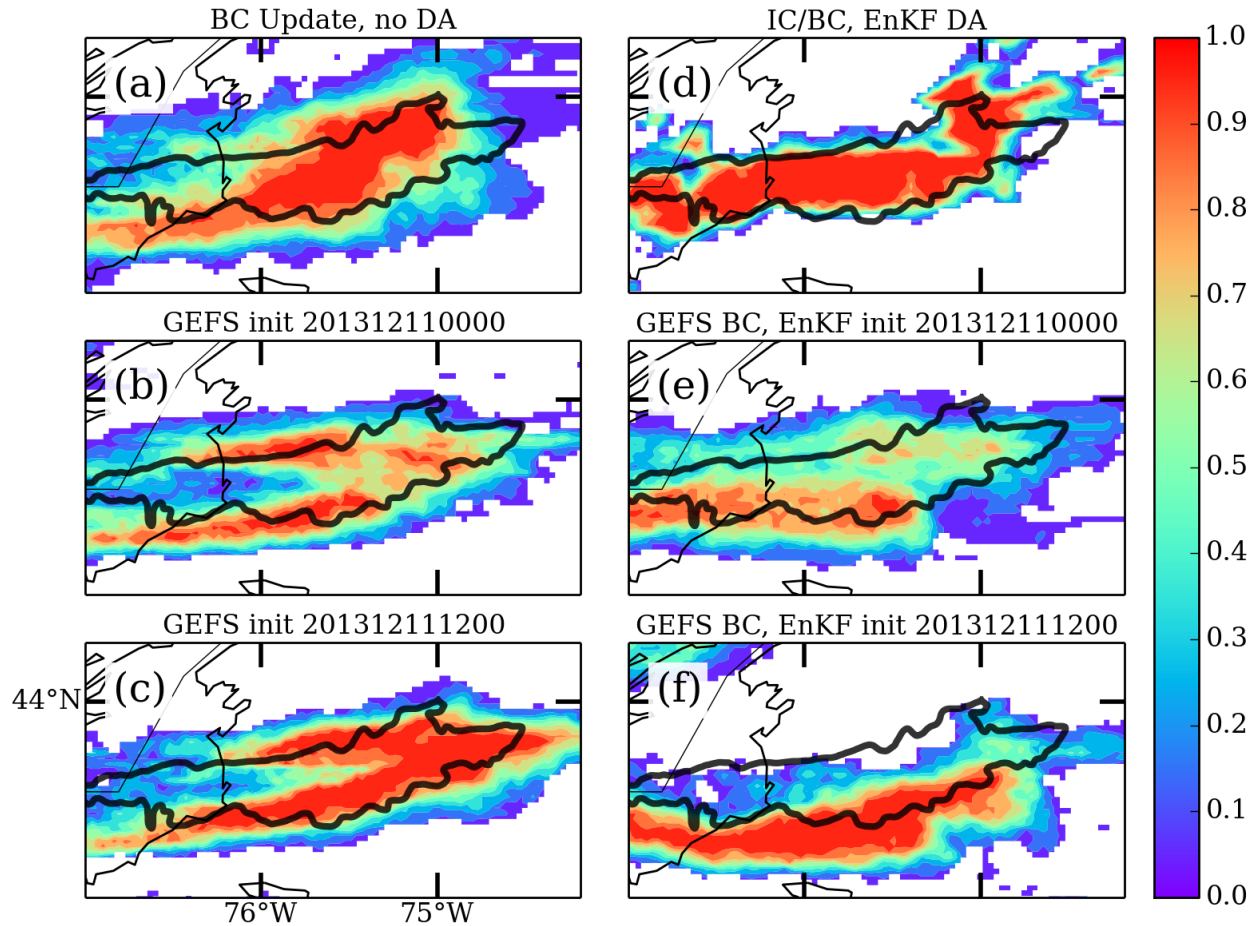 BC Update, no DA
IC/BC, EnKF DA
(a)
(d)
GEFS init 201312110000
GEFS BC, EnKF init 201312110000
(b)
(e)
GEFS init 201312111200
GEFS BC, EnKF init 201312111200
(c)
(f)
44°N
76°W
75°W
1.0
0.9
0.8
0.7
0.6
0.5
0.4
0.3
0.2
0.1
0.0